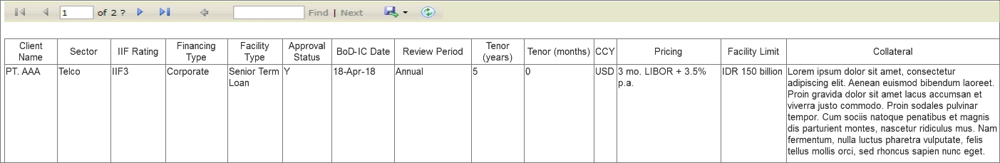 1 of 2 ? Find | Next
Client Name Sector IIF Rating Financing Type Facility Type Approval Status BoD-IC Date Review Period Tenor (years) Tenor (months) CCY Pricing Facility Limit Collateral
PT. AAA Telco IIF3 Corporate Senior Term Loan Y 18-Apr-18 Annual 5 0 USD 3 mo. LIBOR + 3.5% p.a. IDR 150 billion Lorem ipsum dolor sit amet, consectetur
adipiscing elit. Aenean euismod bibendum laoreet.
Proin gravida dolor sit amet lacus accumsan et
viverra justo commodo. Proin sodales pulvinar
tempor. Cum sociis natoque penatibus et magnis
dis parturient montes, nascetur ridiculus mus. Nam
fermentum, nulla luctus pharetra vulputate, felis
tellus mollis orci, sed rhoncus sapien nunc eget.